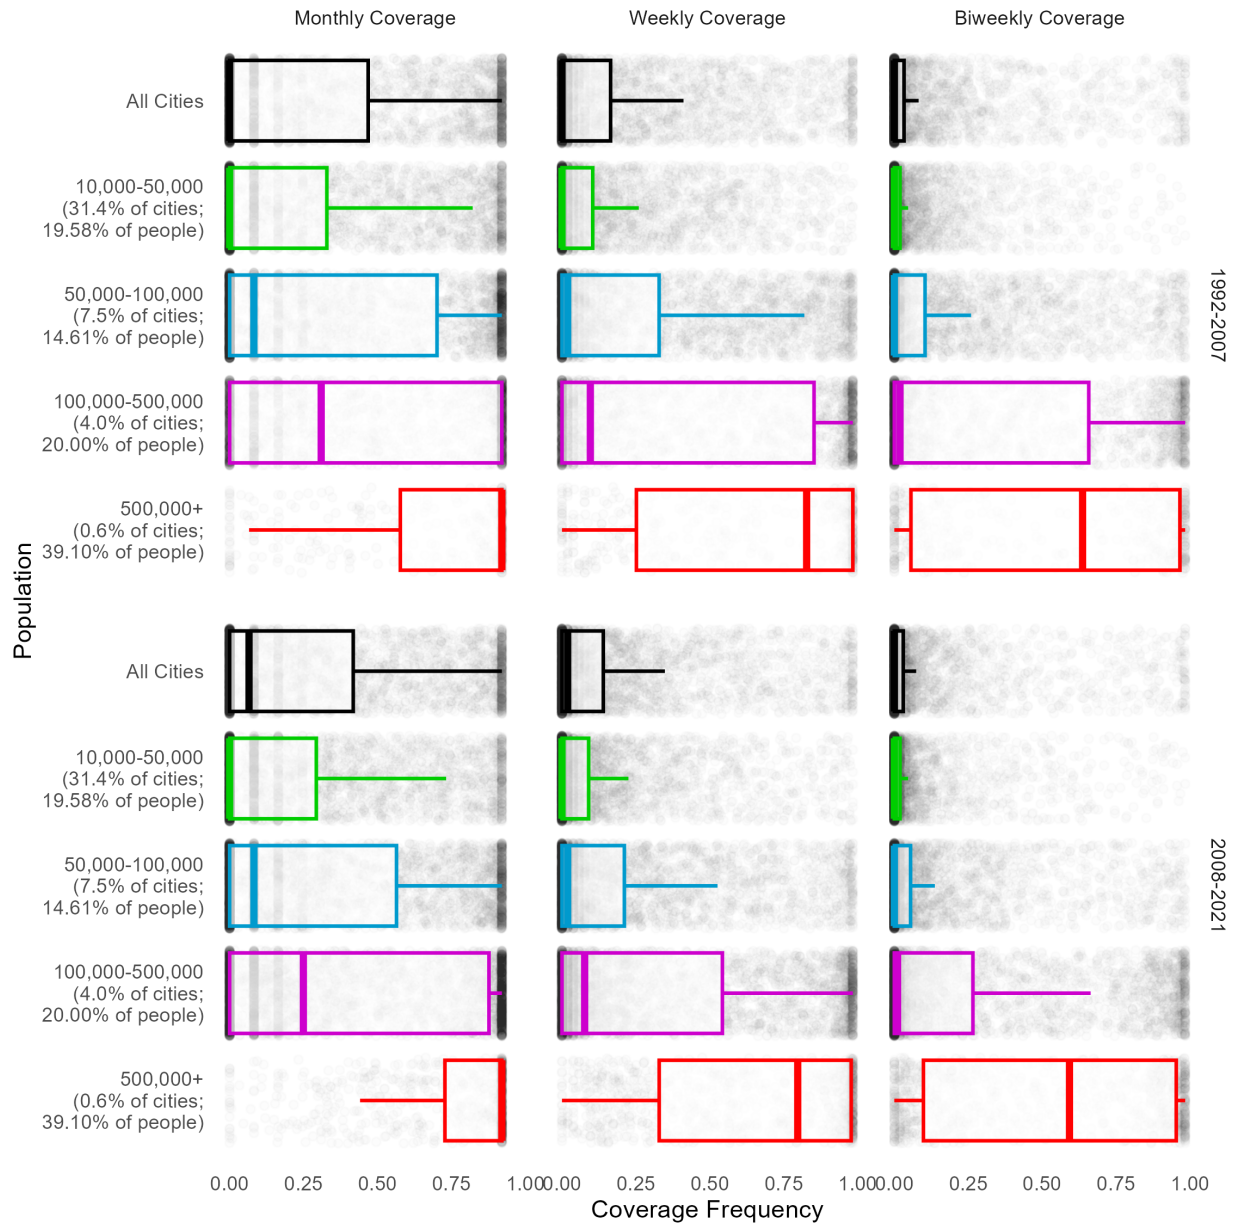 Monthly Coverage
Weekly Coverage
Biweekly Coverage
All Cities
10,000-50,000
(31.4% of cities;
19.58% of people)
50,000-100,000
(7.5% of cities;
14.61% of people)
100,000-500,000
(4.0% of cities;
20.00% of people)
500,000+
(0.6% of cities;
39.10% of people)
1992-2007
Population
All Cities
10,000-50,000
(31.4% of cities;
19.58% of people)
50,000-100,000
(7.5% of cities;
14.61% of people)
100,000-500,000
(4.0% of cities;
20.00% of people)
500,000+
(0.6% of cities;
39.10% of people)
2008-2021
0.00 0.25 0.50 0.75 1.00 0.00 0.25 0.50 0.75 1.00 0.00 0.25 0.50 0.75 1.00
Coverage Frequency